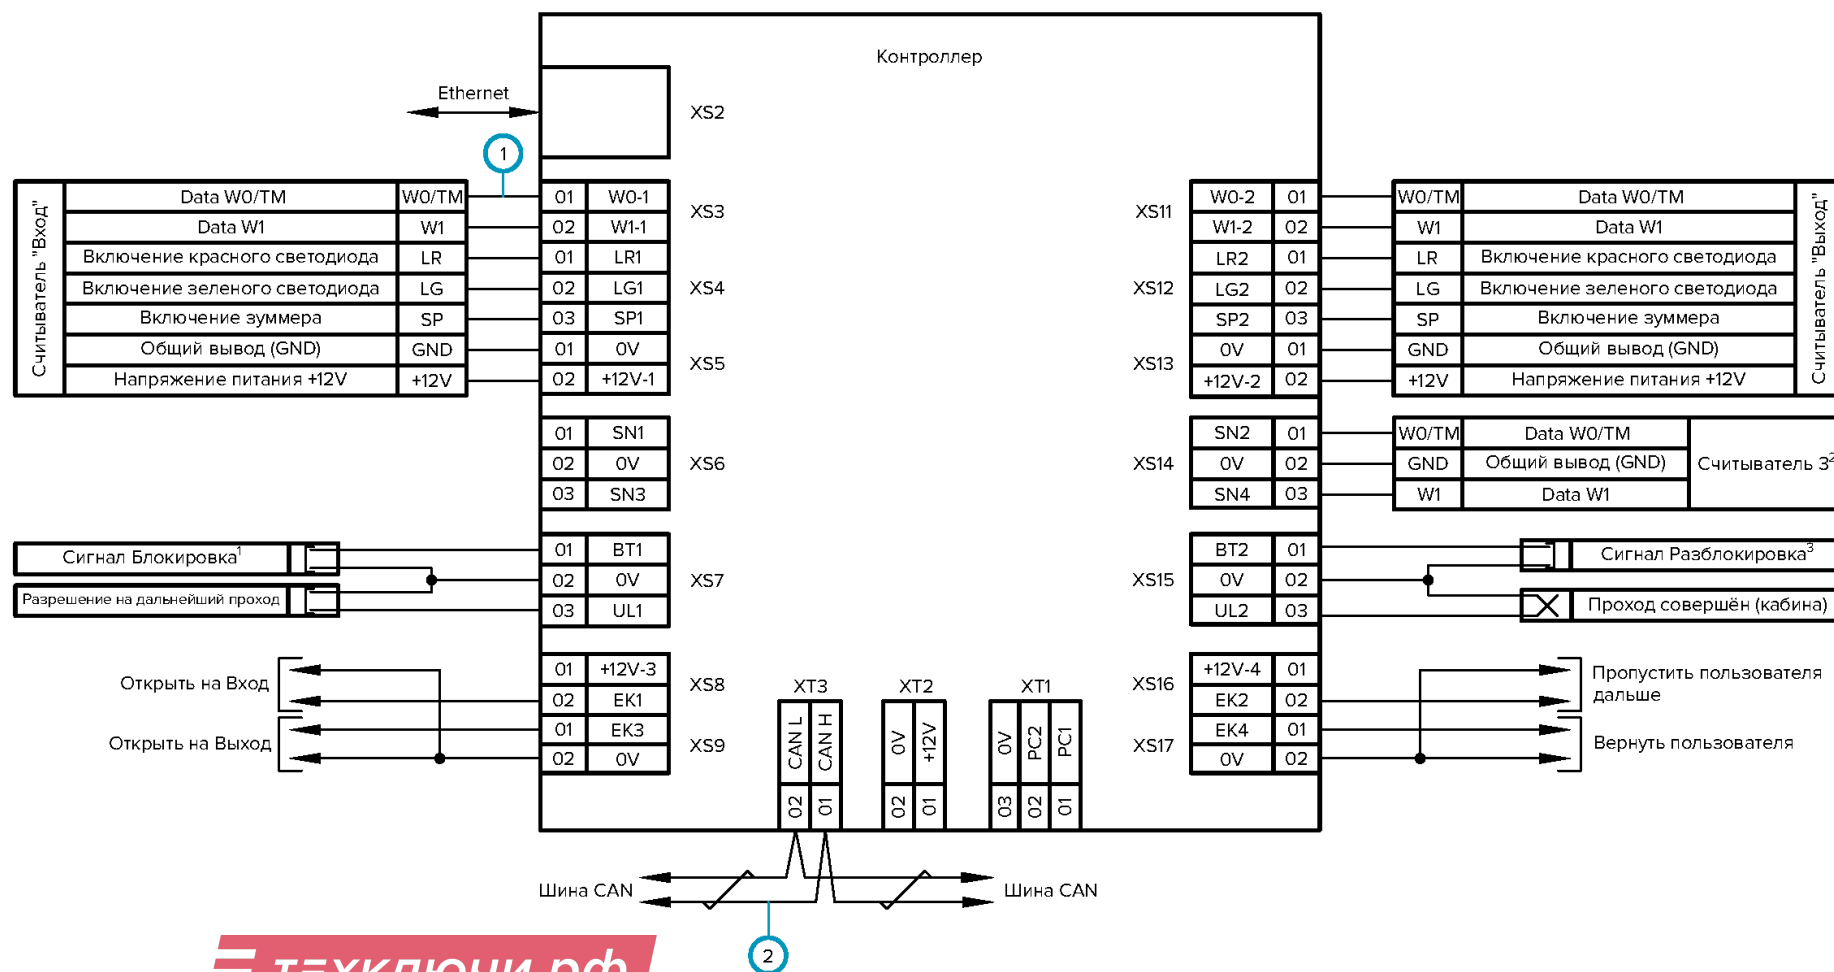 Контроллер
Ethernet
XS2
1
Считыватель "Вход"
Data W0/TM W0/TM 01 W0-1
Data W1 W1 02 W1-1
XS3
Включение красного светодиода LR 01 LR1
Включение зеленого светодиода LG 02 LG1
Включение зуммера SP 03 SP1
XS4
Общий вывод (GND) GND 01 0V
Напряжение питания +12V +12V 02 +12V-1
XS5
01 SN1
02 0V
03 SN3
XS6
Сигнал Блокировка¹
Разрешение на дальнейший проход
01 BT1
02 0V
03 UL1
XS7
Открыть на Вход
01 +12V-3
02 EK1
XS8
Открыть на Выход
01 EK3
02 0V
XS9
XS11
W0-2 01 W0/TM Data W0/TM
W1-2 02 W1 Data W1
XS12
LR2 01 LR Включение красного светодиода
LG2 02 LG Включение зеленого светодиода
SP2 03 SP Включение зуммера
XS13
0V 01 GND Общий вывод (GND)
+12V-2 02 +12V Напряжение питания +12V
Считыватель "Выход"
XS14
SN2 01 W0/TM Data W0/TM
0V 02 GND Общий вывод (GND)
SN4 03 W1 Data W1
Считыватель 3²
XS15
BT2 01
0V 02
UL2 03
Сигнал Разблокировка³
Проход совершён (кабина)
XS16
+12V-4 01
EK2 02
Пропустить пользователя
дальше
XS17
EK4 01
0V 02
Вернуть пользователя
XT3
CAN L 02
CAN H 01
XT2
0V 02
+12V 01
XT1
0V 03
PC2 02
PC1 01
Шина CAN
Шина CAN
2
техключи.рф